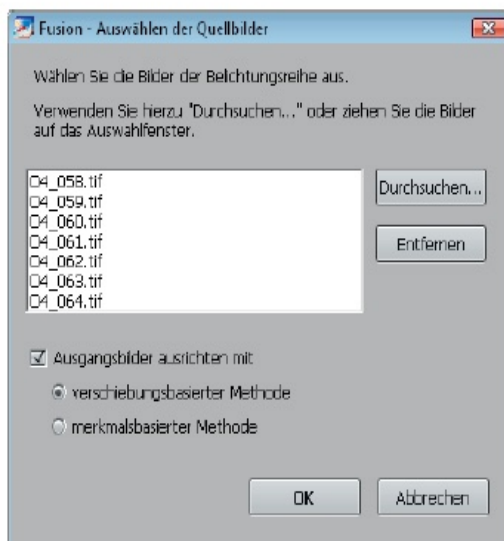 Fusion - Auswählen der Quellbilder
Wählen Sie die Bilder der Belichtungsreihe aus.
Verwenden Sie hierzu "Durchsuchen..." oder ziehen Sie die Bilder
auf das Auswahlfenster.
04_058.tif
04_059.tif
04_060.tif
04_061.tif
04_062.tif
04_063.tif
04_064.tif
Durchsuchen...
Entfernen
Ausgangsbilder ausrichten mit
verschiebungsbasierter Methode
merkmalsbasierter Methode
OK
Abbrechen